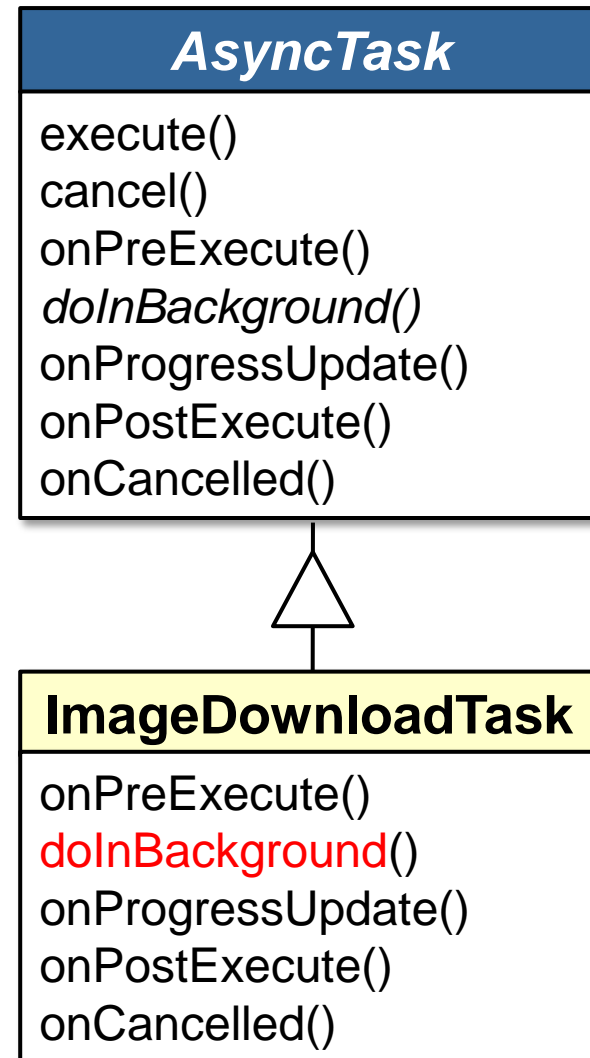 AsyncTask
execute()
cancel()
onPreExecute()
doInBackground()
onProgressUpdate()
onPostExecute()
onCancelled()
ImageDownloadTask
onPreExecute()
doInBackground()
onProgressUpdate()
onPostExecute()
onCancelled()